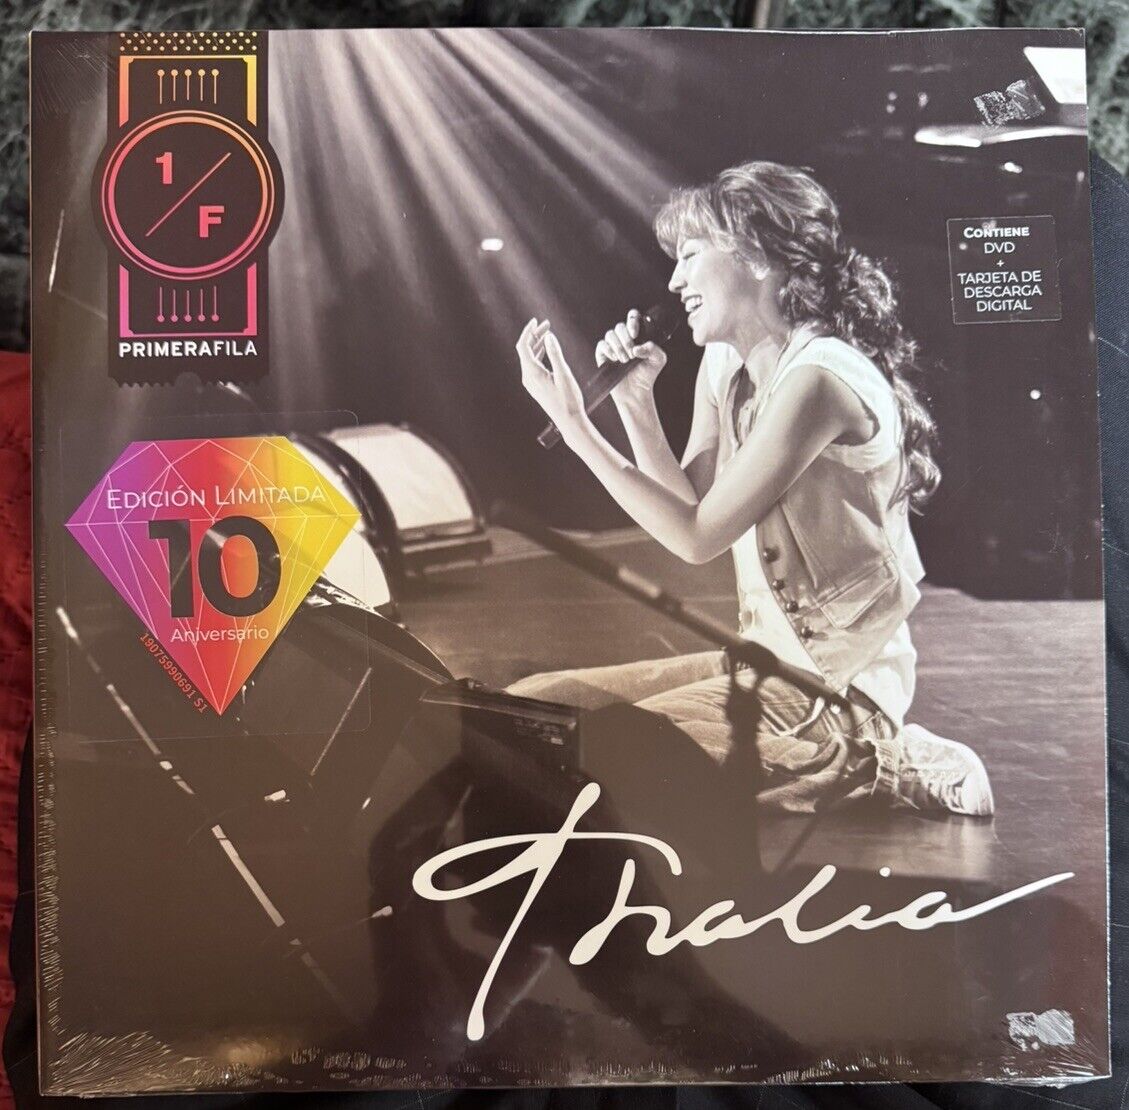 1
F
PRIMERAFILA
CONTIENE
DVD
+
TARJETA DE
DESCARGA
DIGITAL
EDICIÓN LIMITADA
10
Aniversario
19075990691 S1
Thalia